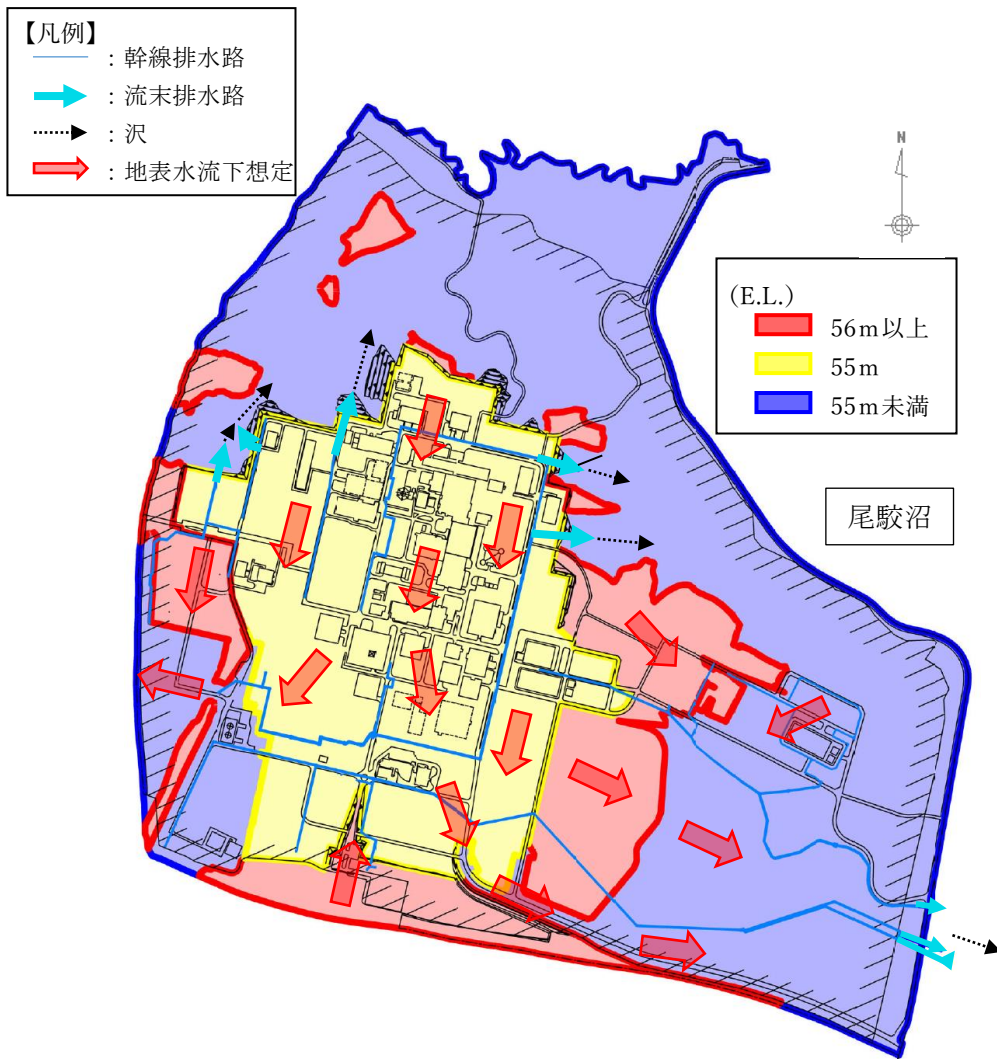 【凡例】
：幹線排水路
：流末排水路
：沢
：地表水流下想定
N
(E.L.)
56m以上
55m
55m未満
尾駮沼